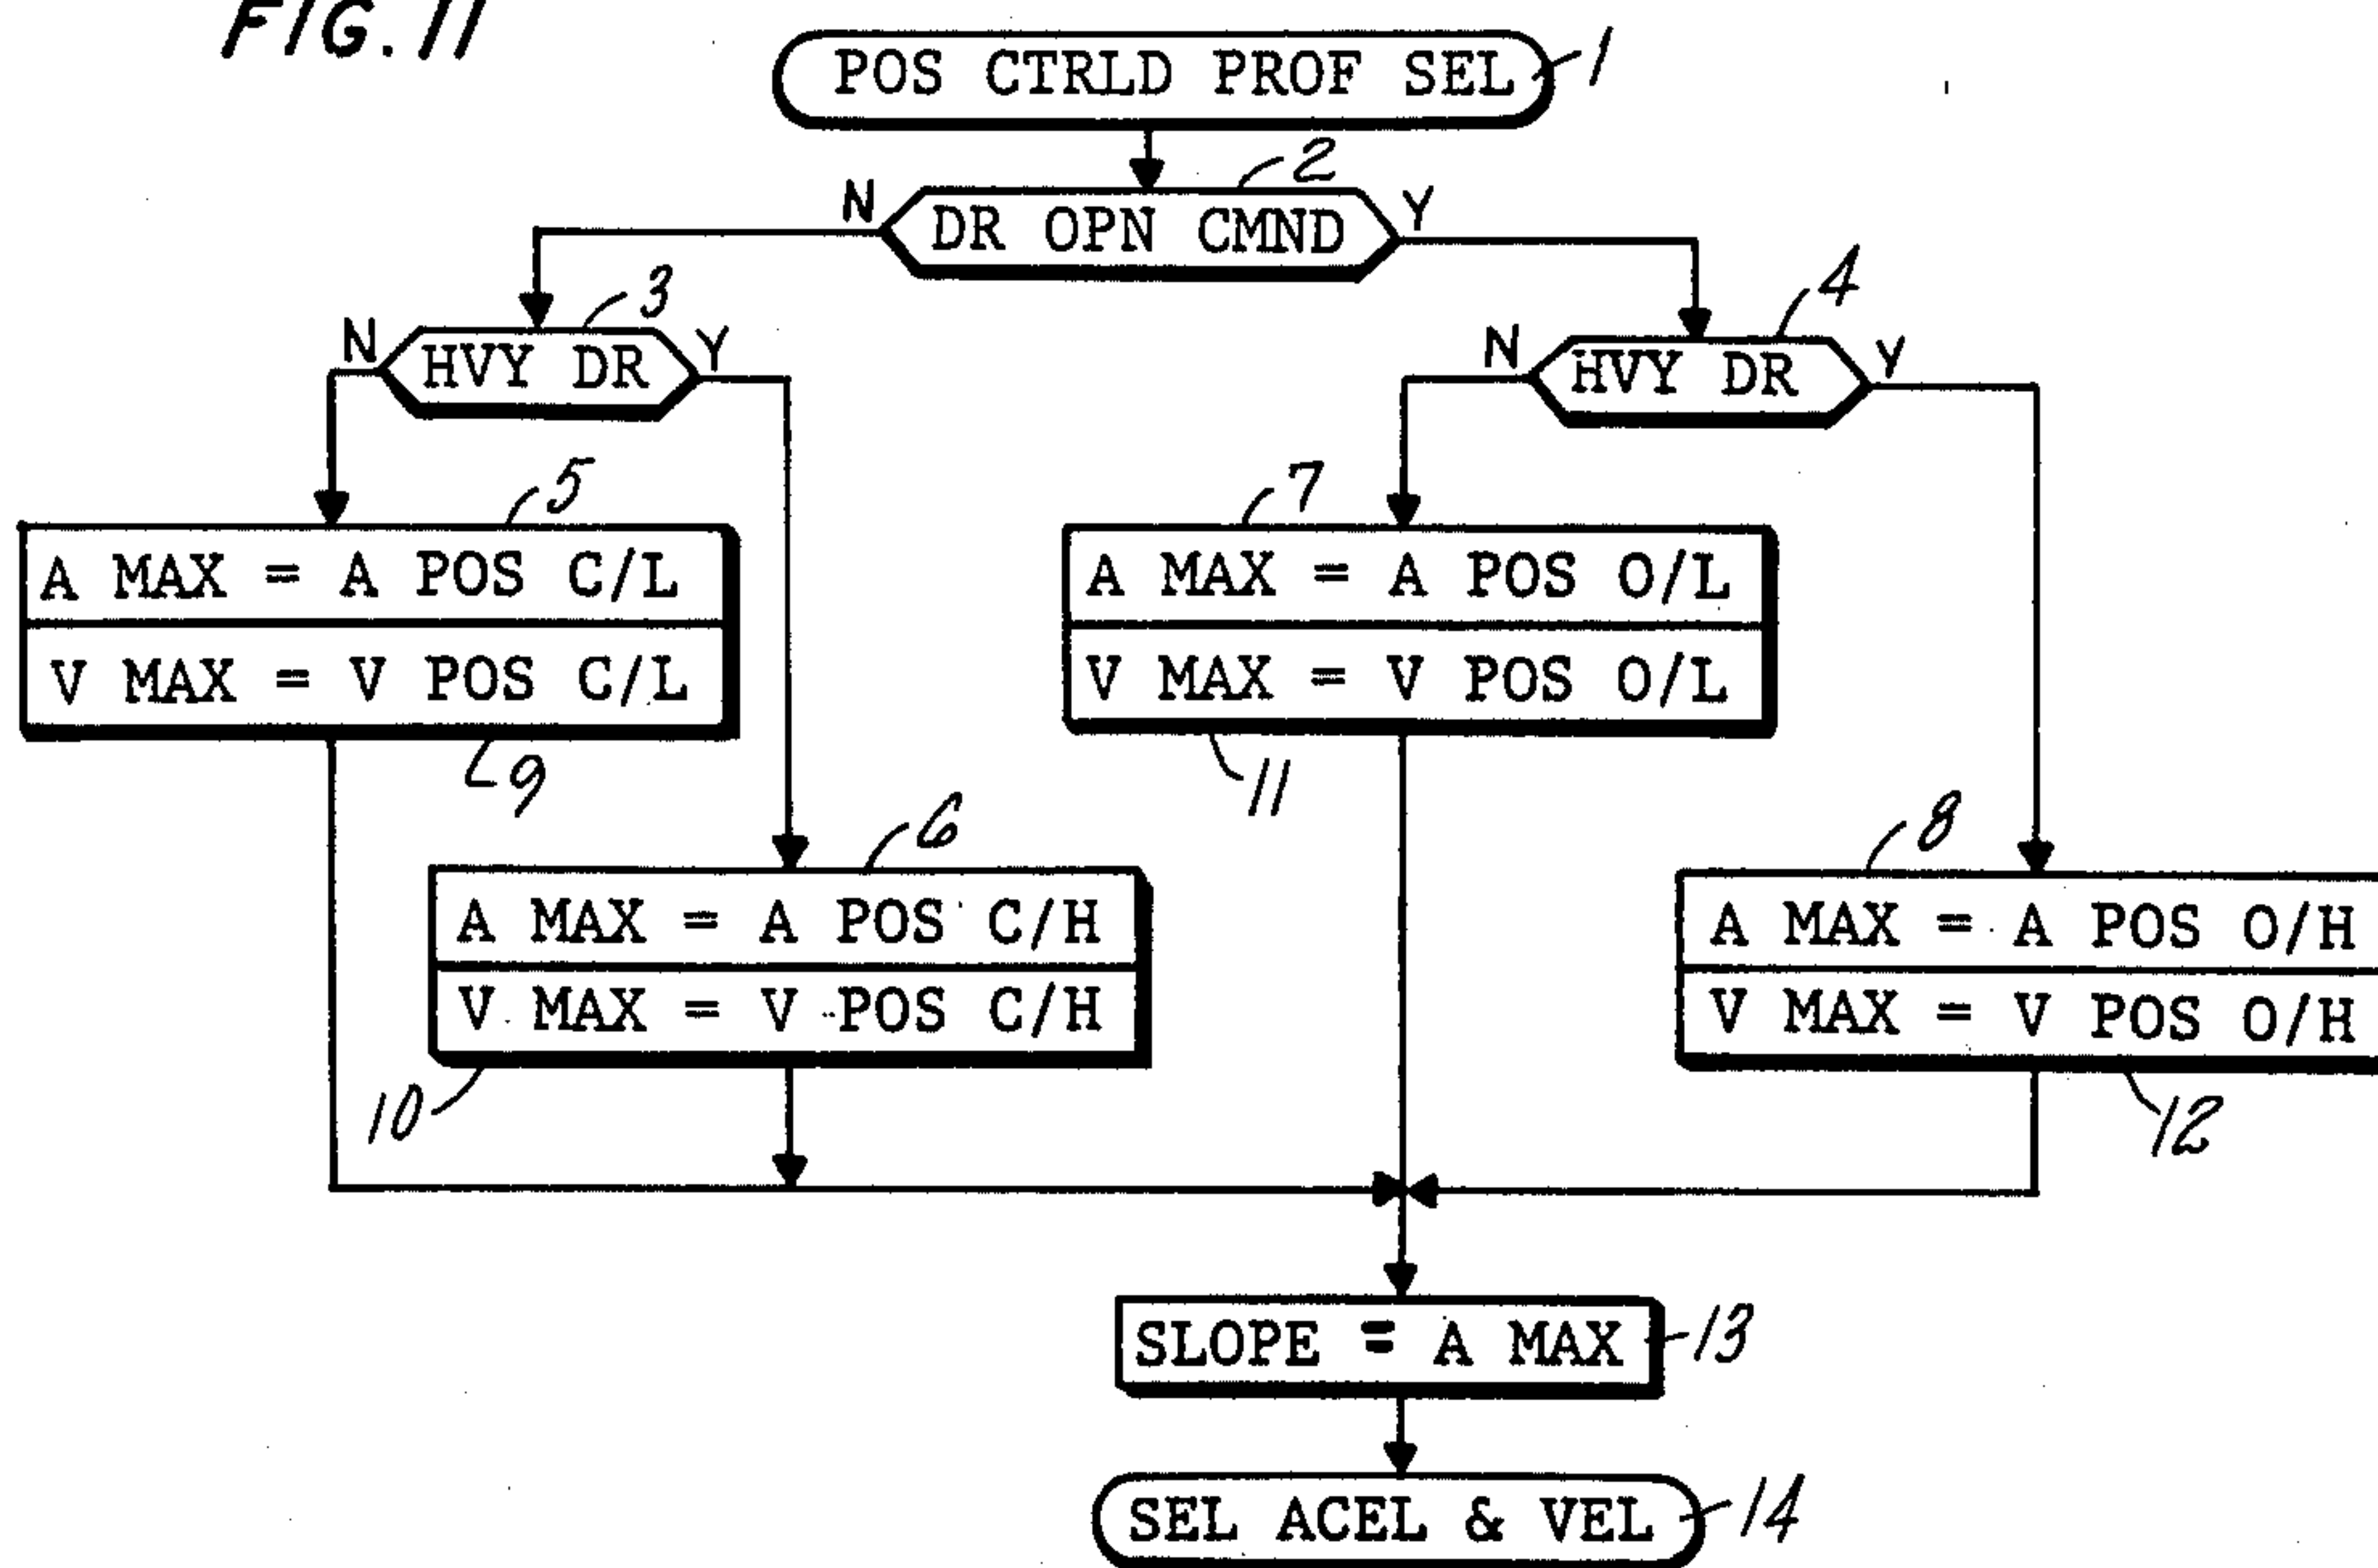 FIG. 11
POS CTRLD PROF SEL 1
2
N DR OPN CMND Y
3
4
N HVY DR Y
N HVY DR Y
5
A MAX = A POS C/L
V MAX = V POS C/L
9
7
A MAX = A POS O/L
V MAX = V POS O/L
11
6
A MAX = A POS C/H
V MAX = V POS C/H
10
8
A MAX = A POS O/H
V MAX = V POS O/H
12
SLOPE = A MAX 13
SEL ACEL & VEL 14